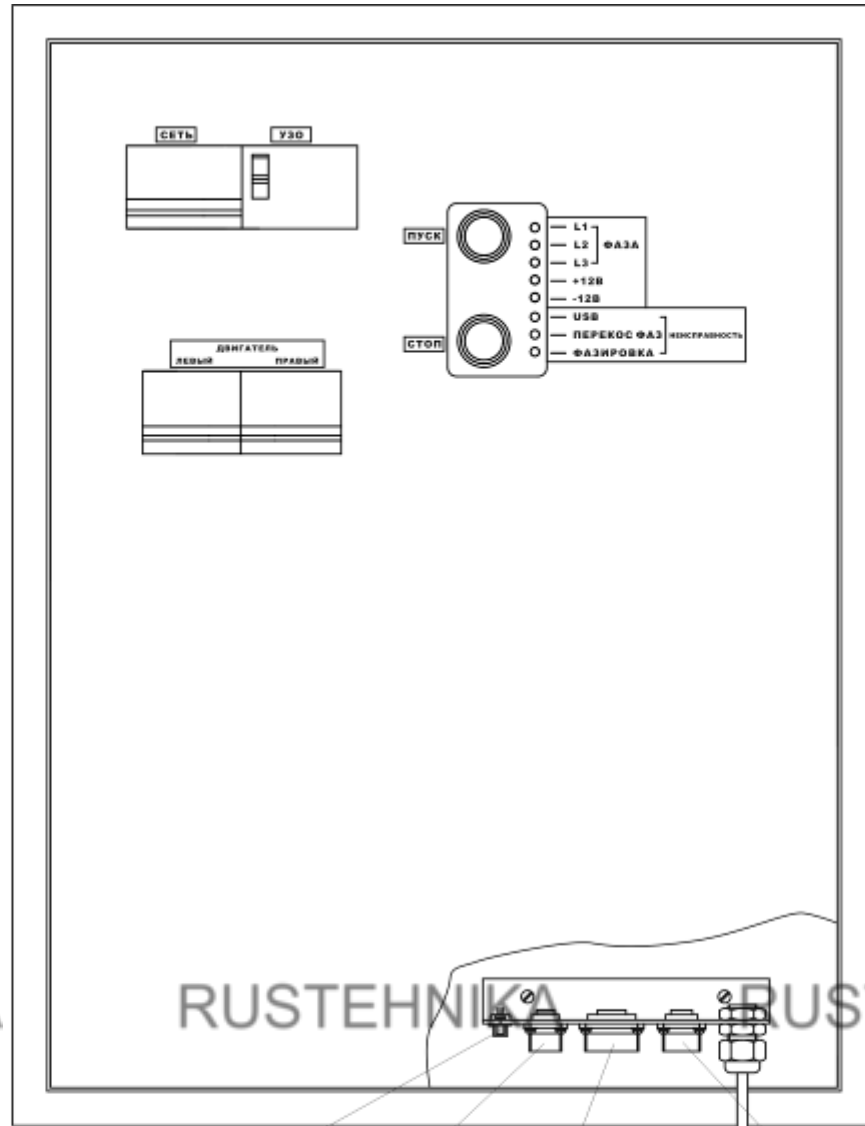 СЕТЬ УЗО
ПУСК
L1
L2 ФАЗА
L3
+12В
-12В
СТОП
USB
ПЕРЕКОС ФАЗ НЕИСПРАВНОСТЬ
ФАЗИРОВКА
ДВИГАТЕЛЬ
ЛЕВЫЙ ПРАВЫЙ
RUSTEHNIKA RUST